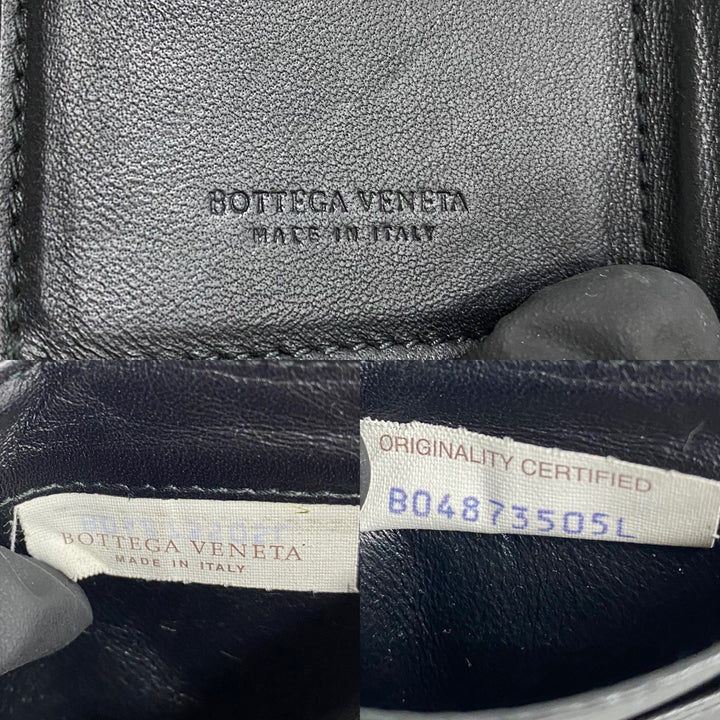 BOTTEGA VENETA
MADE IN ITALY
BOTTEGA VENETA
MADE IN ITALY
ORIGINALITY CERTIFIED
B04873505L